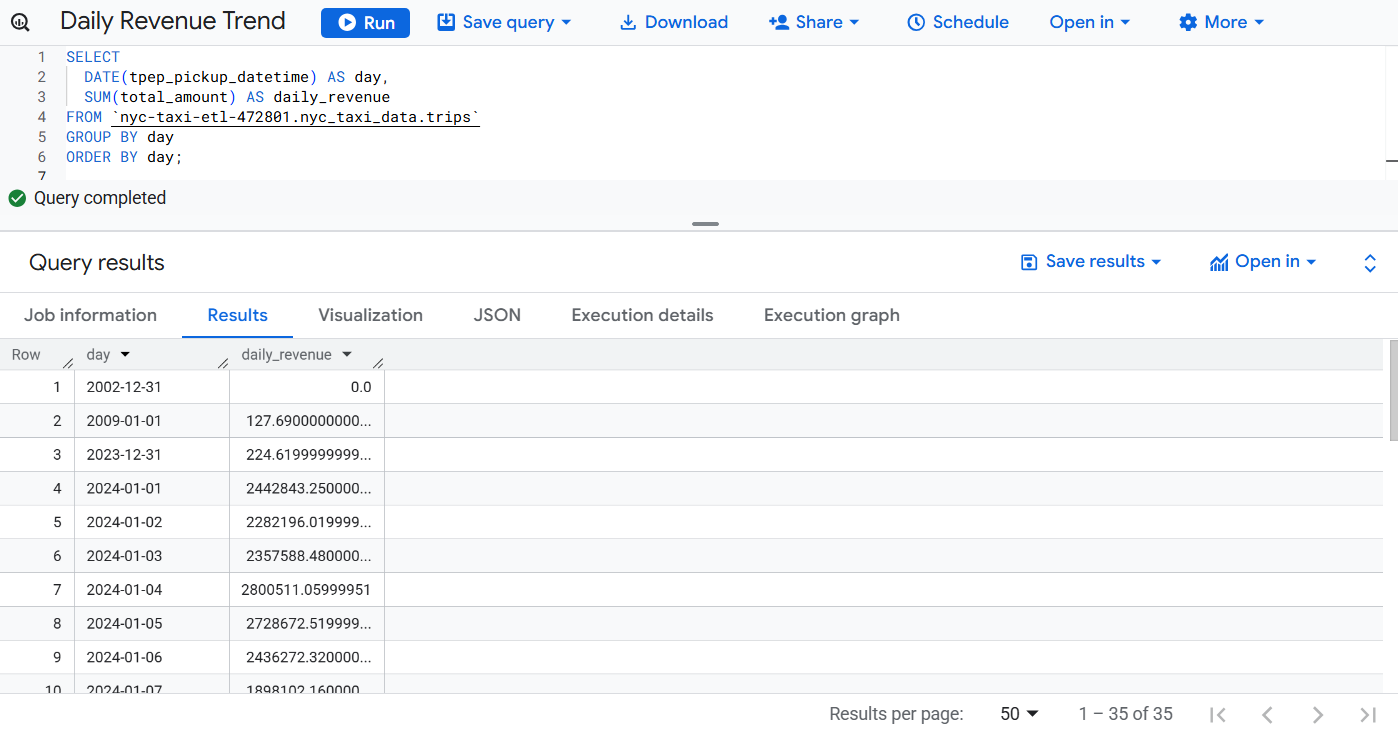 Daily Revenue Trend Run Save query Download Share Schedule Open in More
1 SELECT
2 DATE(tpep_pickup_datetime) AS day,
3 SUM(total_amount) AS daily_revenue
4 FROM `nyc-taxi-etl-472801.nyc_taxi_data.trips`
5 GROUP BY day
6 ORDER BY day;
7
Query completed
Query results Save results Open in
Job information Results Visualization JSON Execution details Execution graph
Row day daily_revenue
1 2002-12-31 0.0
2 2009-01-01 127.6900000000...
3 2023-12-31 224.6199999999...
4 2024-01-01 2442843.250000...
5 2024-01-02 2282196.019999...
6 2024-01-03 2357588.480000...
7 2024-01-04 2800511.05999951
8 2024-01-05 2728672.519999...
9 2024-01-06 2436272.320000...
10 2024-01-07 1898102.160000...
Results per page: 50 1 – 35 of 35